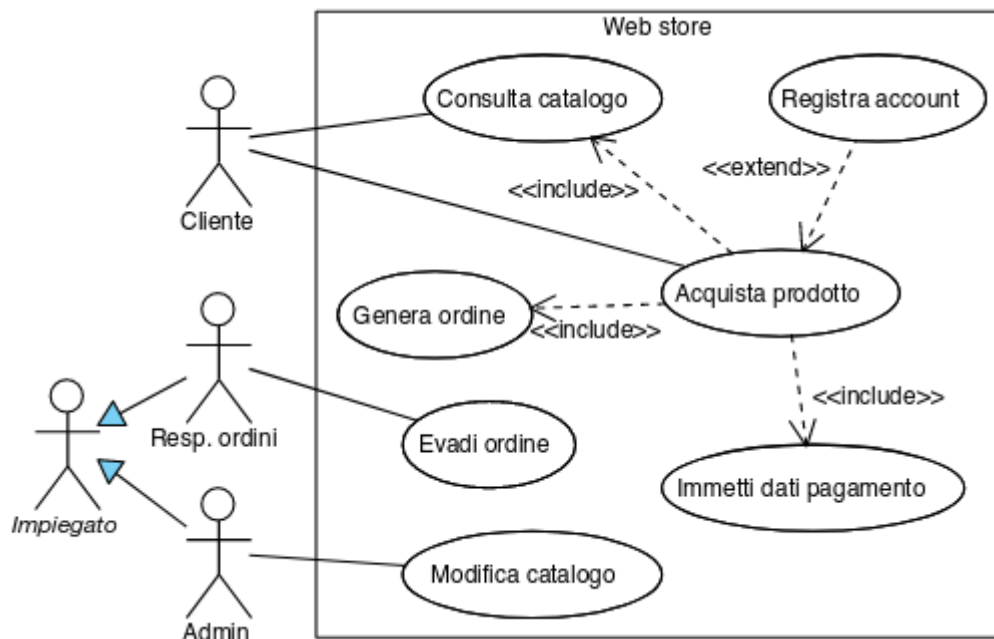 Web store
Consulta catalogo
Registra account
<<include>>
<<extend>>
Cliente
Acquista prodotto
Genera ordine
<<include>>
<<include>>
Resp. ordini
Evadi ordine
Immetti dati pagamento
Impiegato
Modifica catalogo
Admin